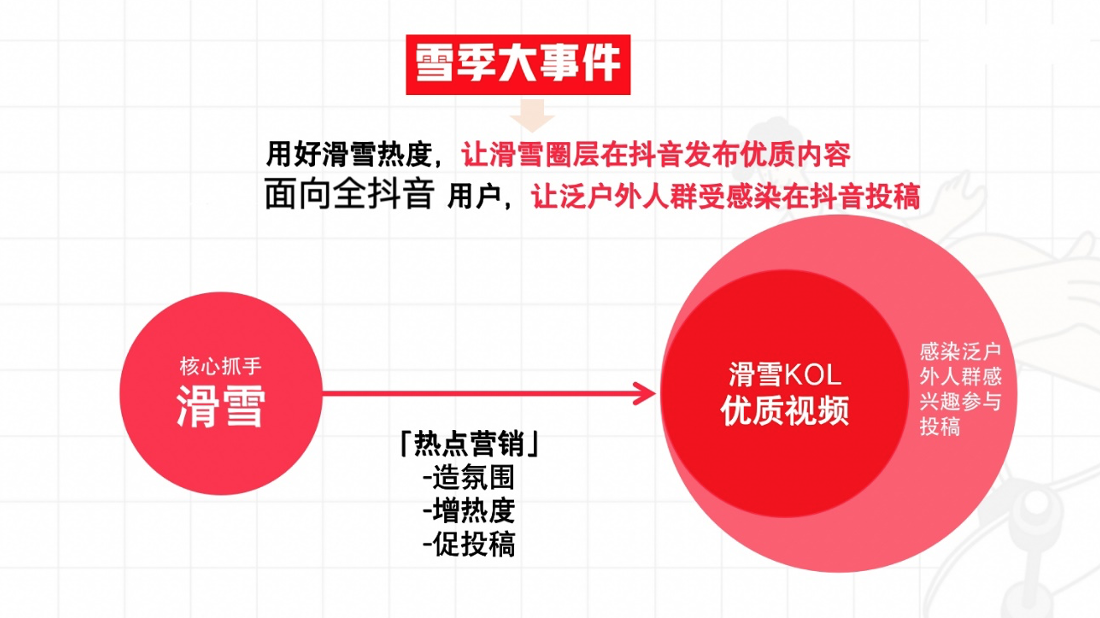 雪季大事件
用好滑雪热度，让滑雪圈层在抖音发布优质内容
面向全抖音 用户，让泛户外人群受感染在抖音投稿
核心抓手
滑雪
「热点营销」
-造氛围
-增热度
-促投稿
滑雪KOL
优质视频
感染泛户
外人群感
兴趣参与
投稿